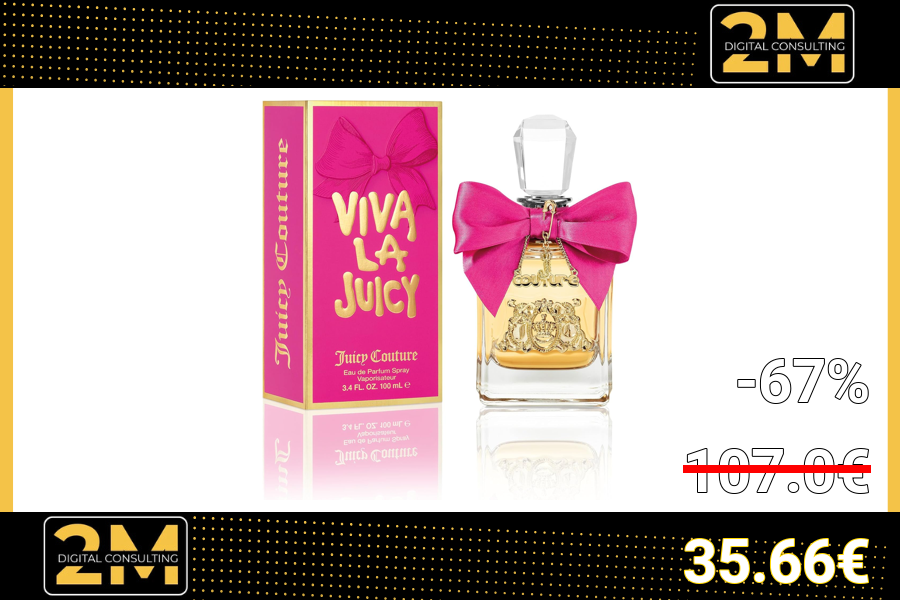 2M
DIGITAL CONSULTING
Juicy Couture
VIVA
LA
JUICY
Juicy Couture
Eau de Parfum Spray
Vaporisateur
3.4 FL. OZ. 100 mL ℮
couture
-67%
107.0€
2M
DIGITAL CONSULTING
35.66€